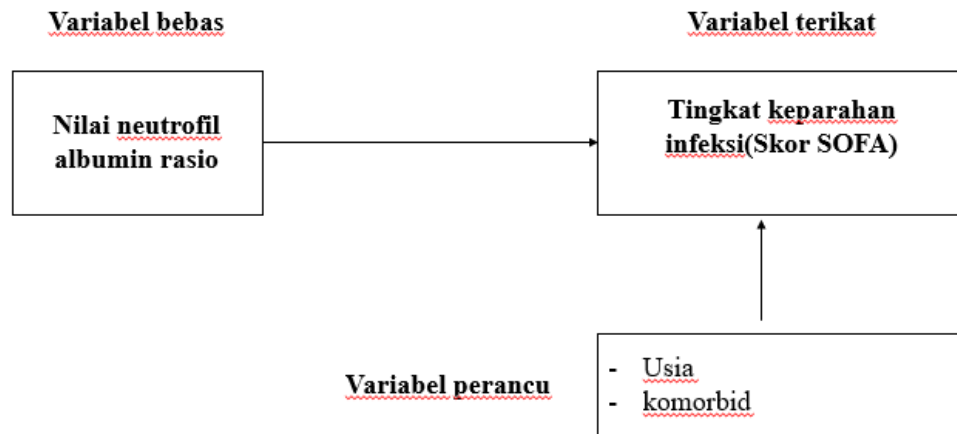 Variabel bebas
Variabel terikat
Nilai neutrofil
albumin rasio
Tingkat keparahan
infeksi(Skor SOFA)
Variabel perancu
- Usia
- komorbid